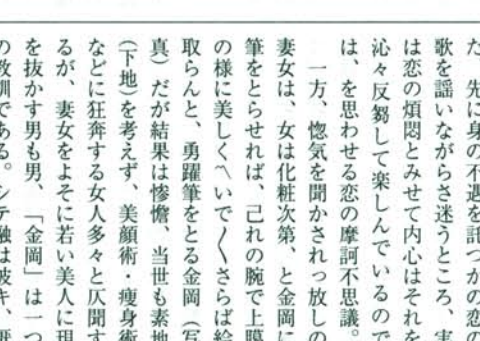 た。先に身の不遇を託つかの恋の
歌を謡いながらさ迷うところ、実
は恋の煩悶とみせて内心はそれを
沁々反芻して楽しんでいるので
は、を思わせる恋の摩訶不思議。
一方、惚気を聞かされっ放しの
妻女は、女は化粧次第、と金岡に
筆をとらせれば、己れの腕で上臈
の様に美しく〽いで〳〵さらば絵
取らんと、勇躍筆をとる金岡（写
真）だが結果は惨憺、当世も素地
（下地）を考えず、美顔術・痩身術
などに狂奔する女人多々と仄聞す
るが、妻女をよそに若い美人に現
を抜かす男も男、「金岡」は一つ
の教訓である。シテ融は